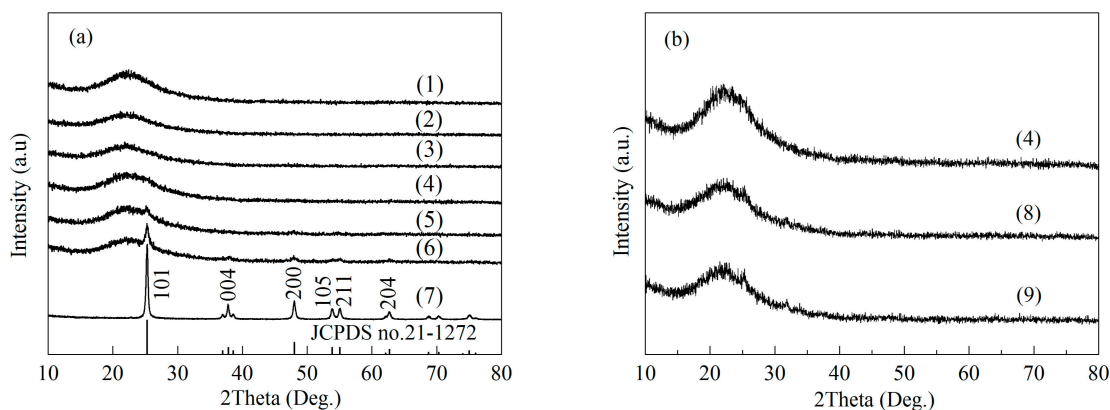 (a)
(1)
(2)
(3)
(4)
(5)
(6)
(7)
101
004
200
105
211
204
JCPDS no.21-1272
Intensity (a.u)
10 20 30 40 50 60 70 80
2Theta (Deg.)
(b)
(4)
(8)
(9)
Intensity (a.u.)
10 20 30 40 50 60 70 80
2Theta (Deg.)